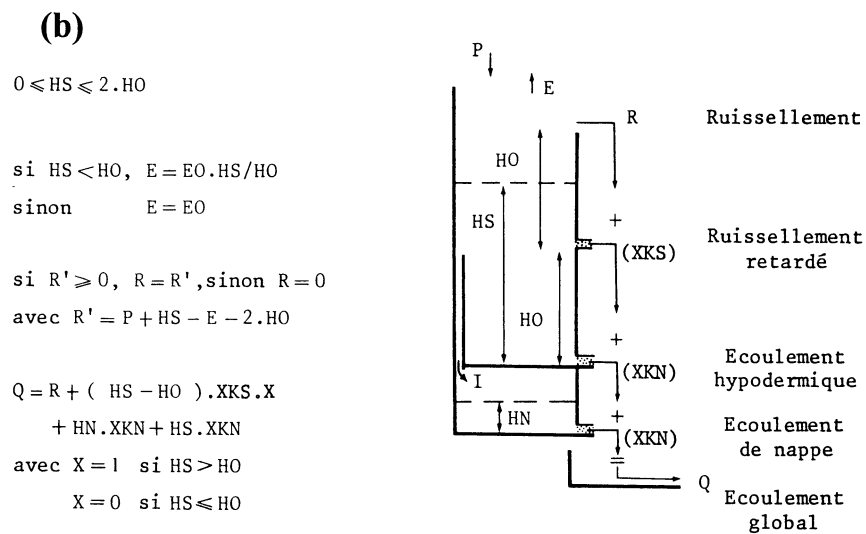 (b)
0 ⩽ HS ⩽ 2.HO
si HS < HO, E = EO.HS/HO
sinon E = EO
si R' ⩾ 0, R = R', sinon R = 0
avec R' = P + HS - E - 2.HO
Q = R + ( HS - HO ).XKS.X
+ HN.XKN + HS.XKN
avec X = 1 si HS > HO
X = 0 si HS ⩽ HO
P
E
R
Ruissellement
HO
+
HS
(XKS)
Ruissellement
retardé
HO
+
(XKN)
Ecoulement
hypodermique
I
HN
+
(XKN)
Ecoulement
de nappe
=
Q
Ecoulement
global